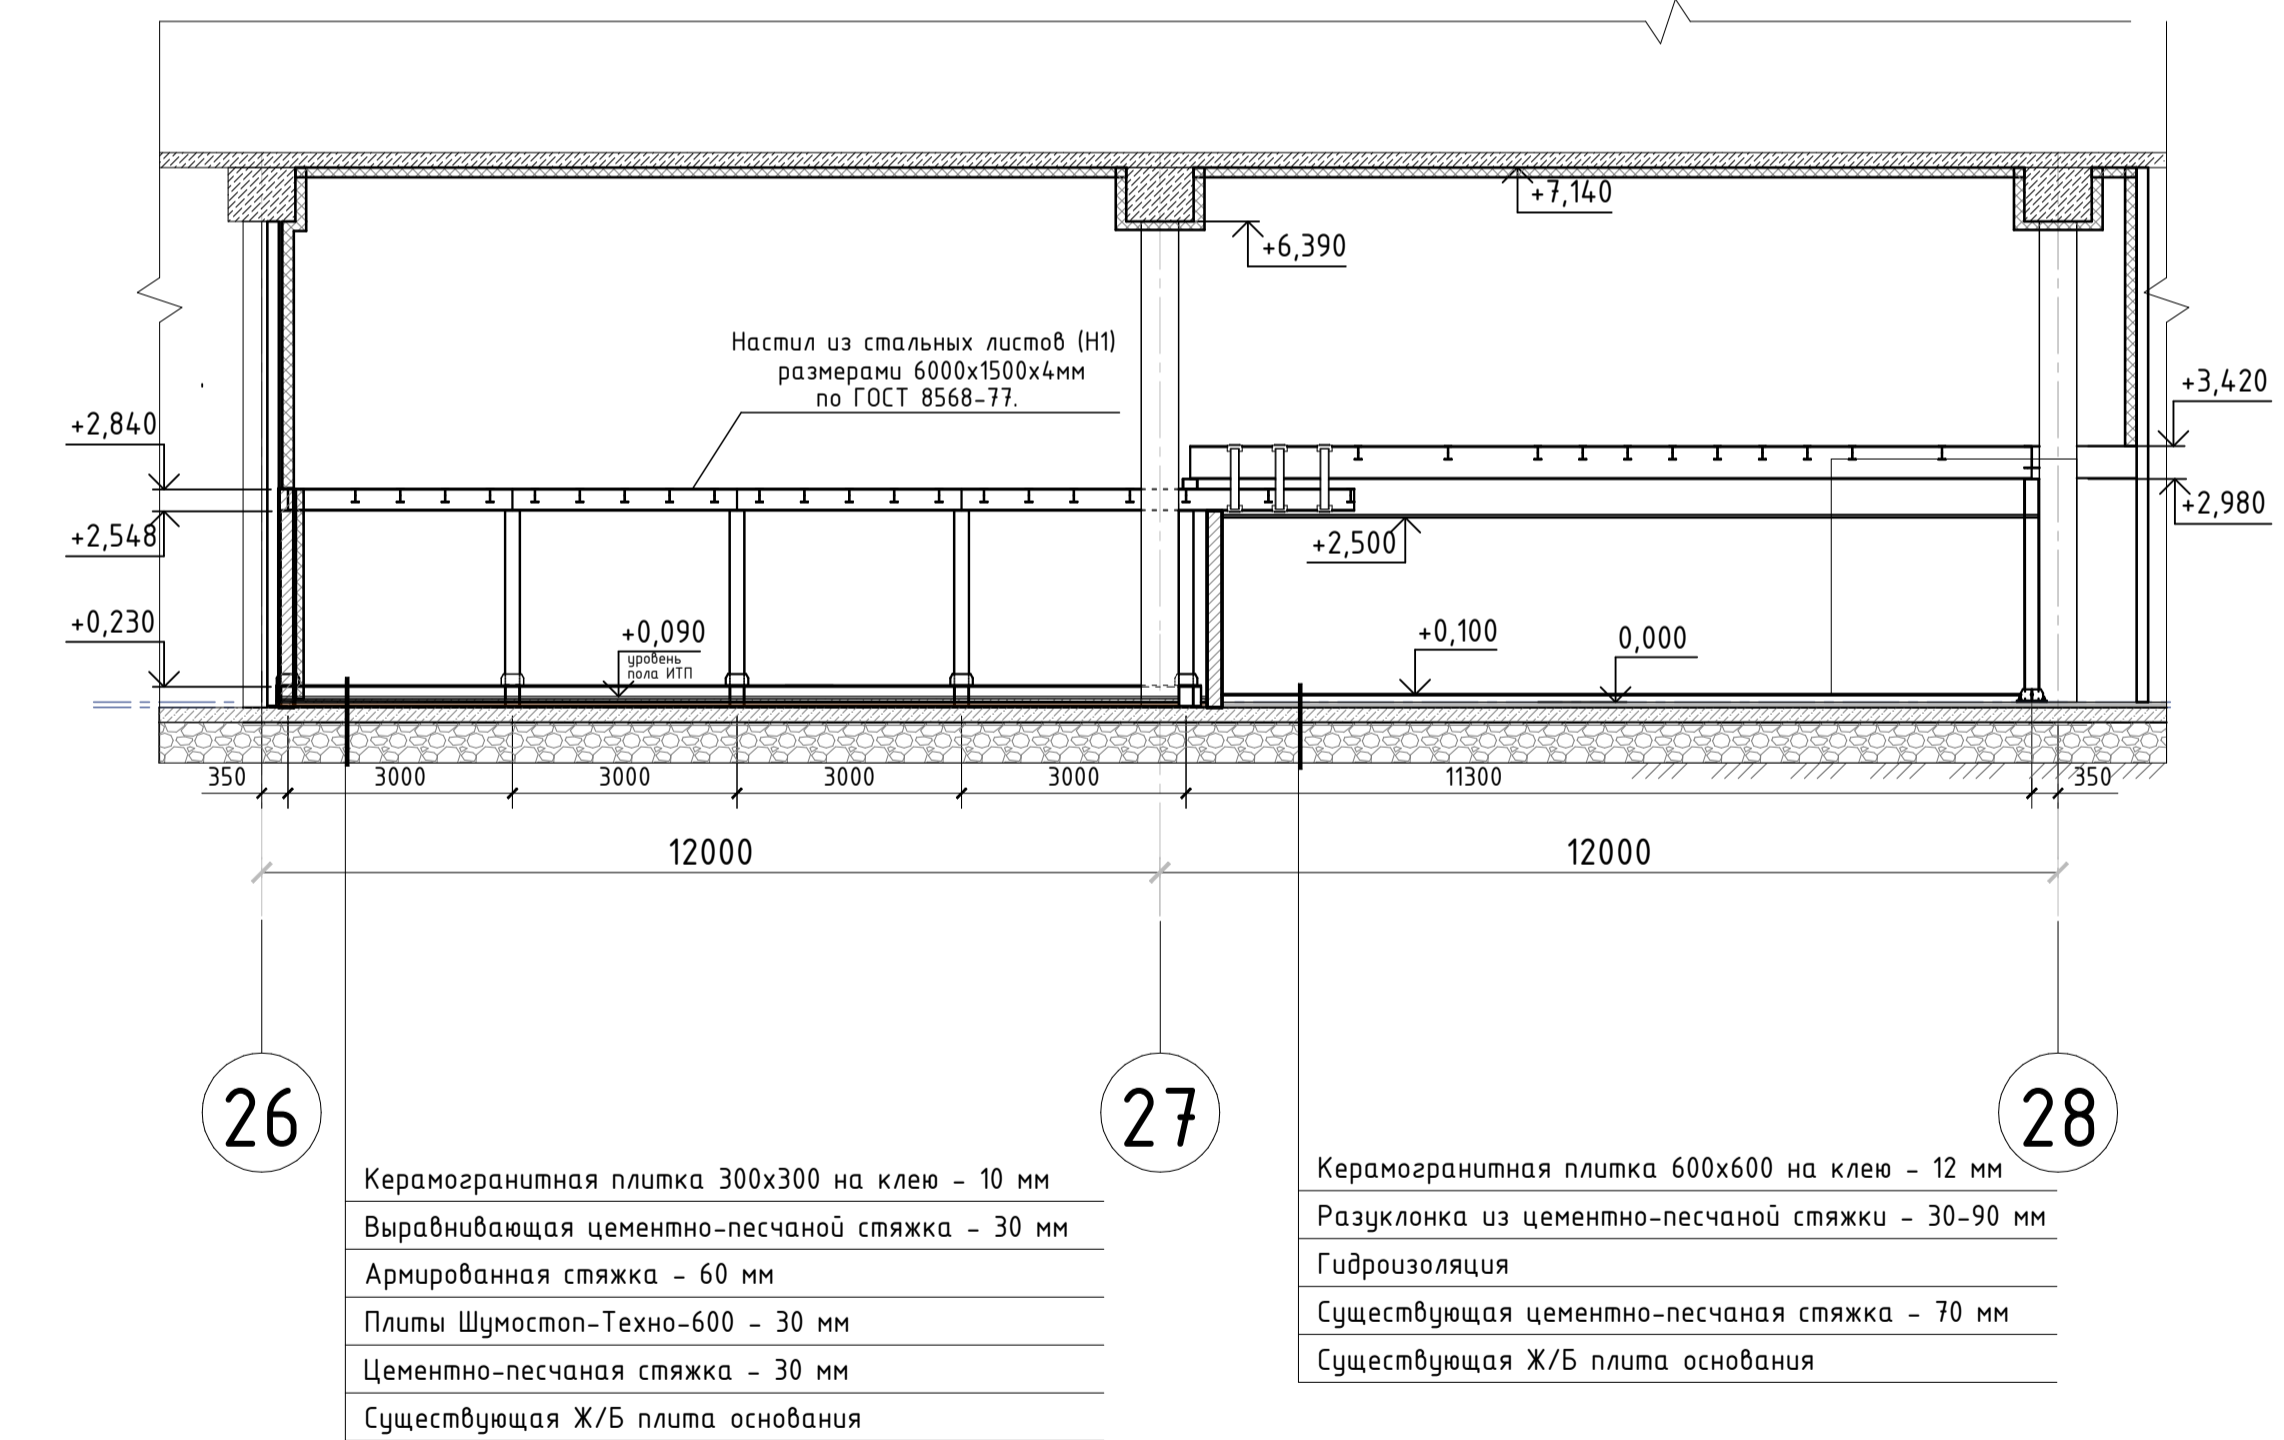 +7,140
+6,390
Настил из стальных листов (Н1)
размерами 6000х1500х4мм
по ГОСТ 8568-77.
+3,420
+2,840
+2,980
+2,548
+2,500
+0,230
+0,090
уровень
пола ИТП
+0,100
0,000
350
3000
3000
3000
3000
11300
350
12000
12000
26
27
28
Керамогранитная плитка 300х300 на клею - 10 мм
Выравнивающая цементно-песчаной стяжка - 30 мм
Армированная стяжка - 60 мм
Плиты Шумостоп-Техно-600 - 30 мм
Цементно-песчаная стяжка - 30 мм
Существующая Ж/Б плита основания
Керамогранитная плитка 600х600 на клею - 12 мм
Разуклонка из цементно-песчаной стяжки - 30-90 мм
Гидроизоляция
Существующая цементно-песчаная стяжка - 70 мм
Существующая Ж/Б плита основания